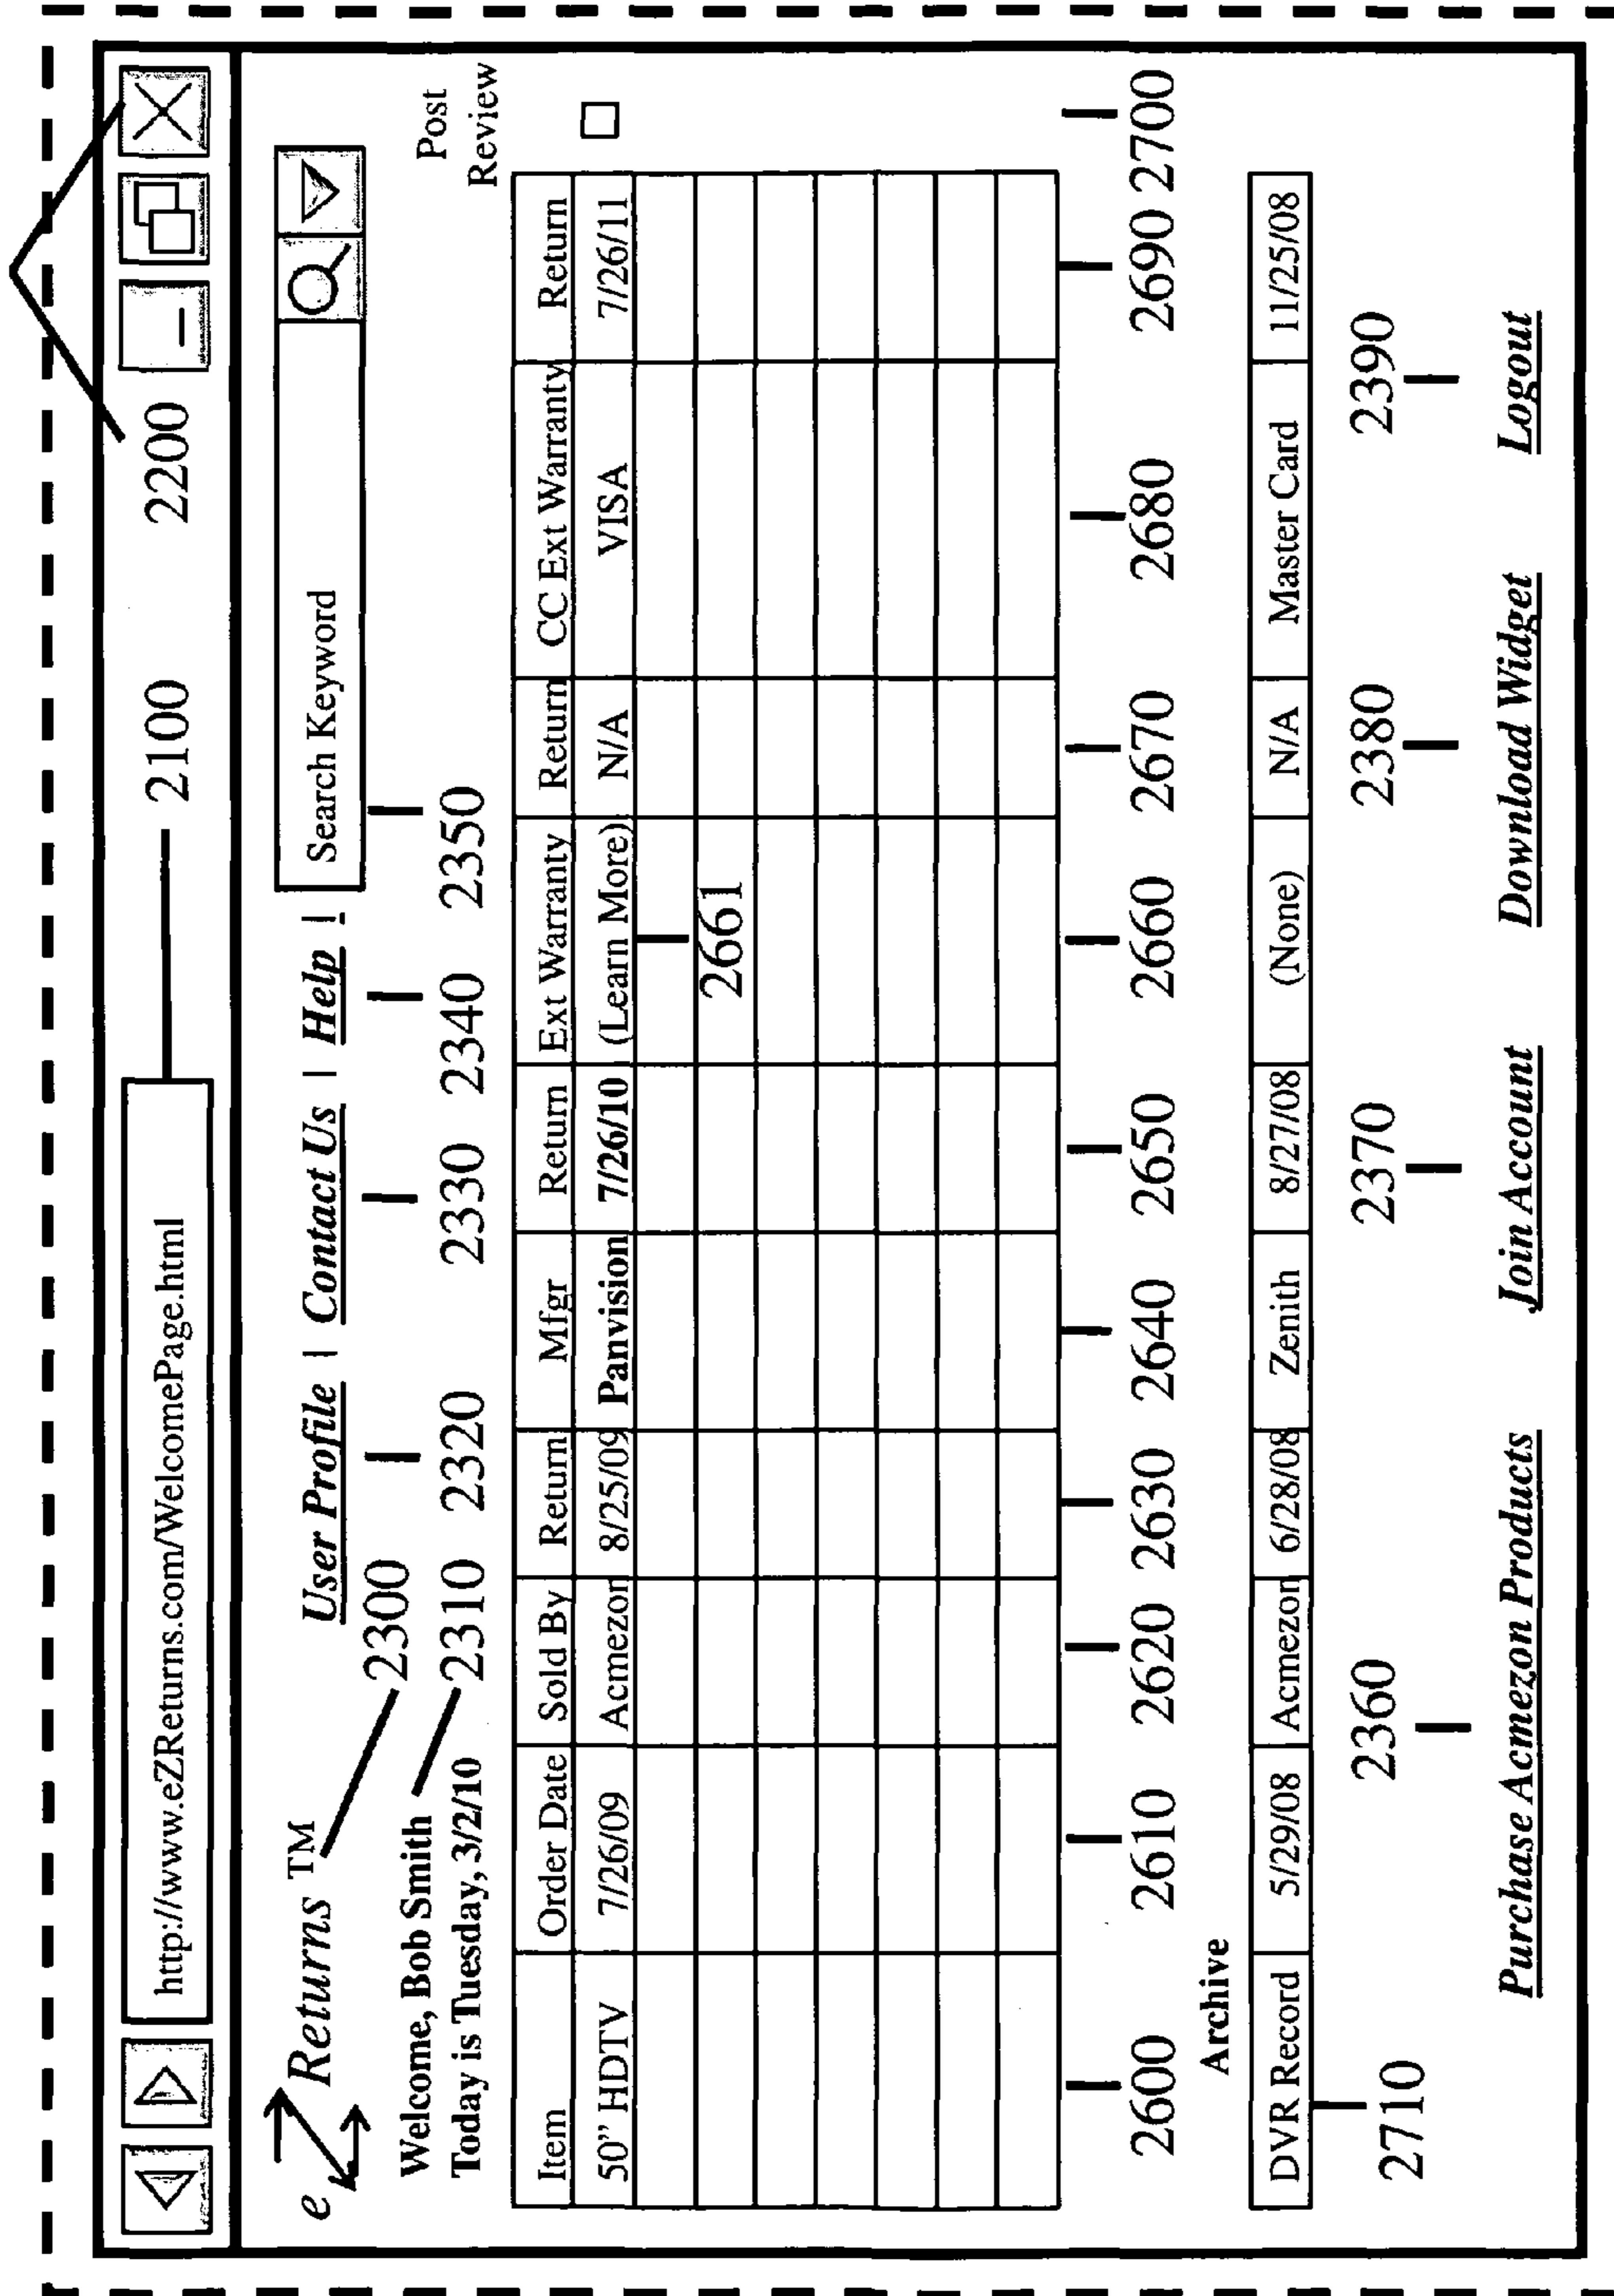 http://www.eZReturns.com/WelcomePage.html 2100 2200
e Z Returns ™ User Profile | Contact Us | Help | Search Keyword
2300
Welcome, Bob Smith
Today is Tuesday, 3/2/10 2310 2320 2330 2340 2350
Post
Review
Item Order Date Sold By Return Mfgr Return Ext Warranty Return CC Ext Warranty Return
50” HDTV 7/26/09 Acmezon 8/25/09 Panvision 7/26/10 (Learn More) N/A VISA 7/26/11
2661
2600 2610 2620 2630 2640 2650 2660 2670 2680 2690 2700
Archive
DVR Record 5/29/08 Acmezon 6/28/08 Zenith 8/27/08 (None) N/A Master Card 11/25/08
2710 2360 2370 2380 2390
Purchase Acmezon Products Join Account Download Widget Logout